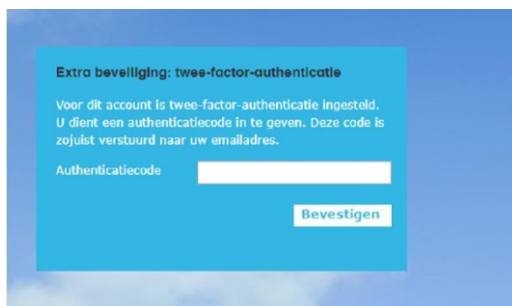 Extra beveiliging: twee-factor-authenticatie
Voor dit account is twee-factor-authenticatie ingesteld.
U dient een authenticatiecode in te geven. Deze code is
zojuist verstuurd naar uw emailadres.
Authenticatiecode
Bevestigen